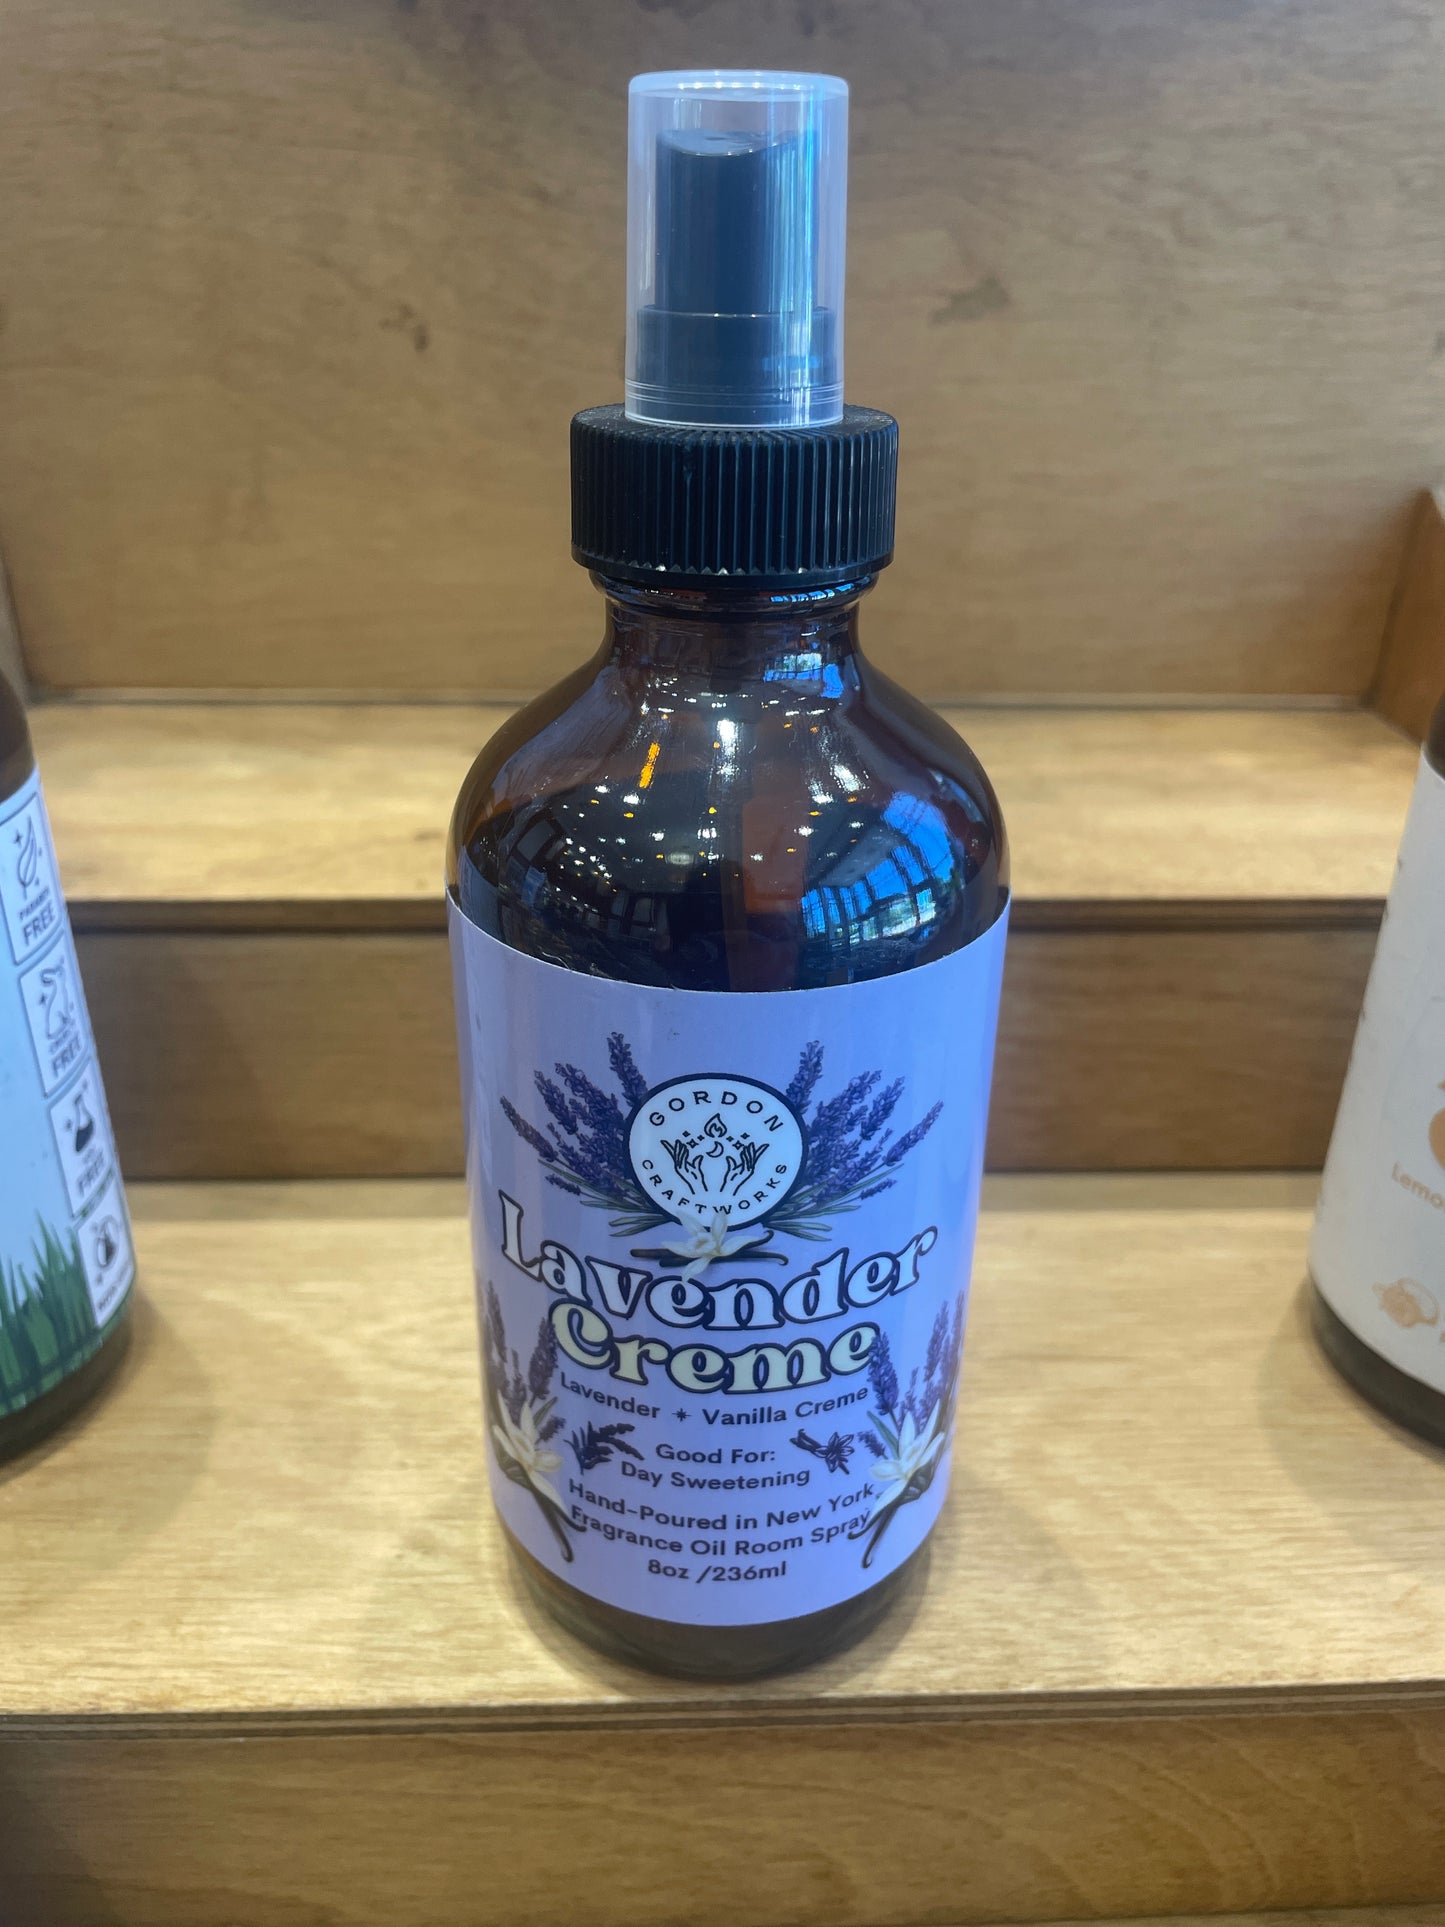 GORDON
CRAFTWORKS
Lavender
Creme
Lavender Vanilla Creme
Good For:
Day Sweetening
Hand-Poured in New York
Fragrance Oil Room Spray
8oz /236ml
FREE
FREE
FREE
Lemo